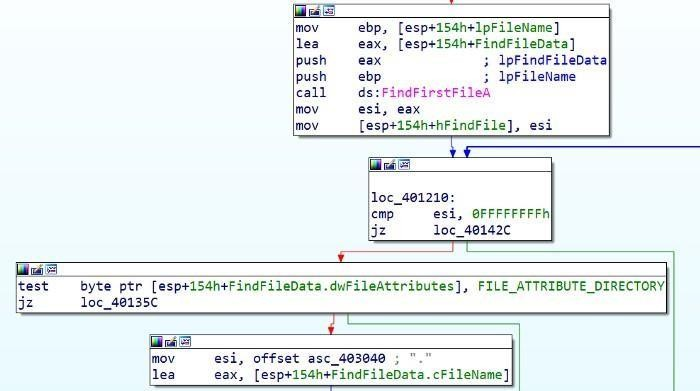 mov ebp, [esp+154h+lpFileName]
lea eax, [esp+154h+FindFileData]
push eax ; lpFindFileData
push ebp ; lpFileName
call ds:FindFirstFileA
mov esi, eax
mov [esp+154h+hFindFile], esi
loc_401210:
cmp esi, 0FFFFFFFFh
jz loc_40142C
test byte ptr [esp+154h+FindFileData.dwFileAttributes], FILE_ATTRIBUTE_DIRECTORY
jz loc_40135C
mov esi, offset asc_403040 ; "."
lea eax, [esp+154h+FindFileData.cFileName]